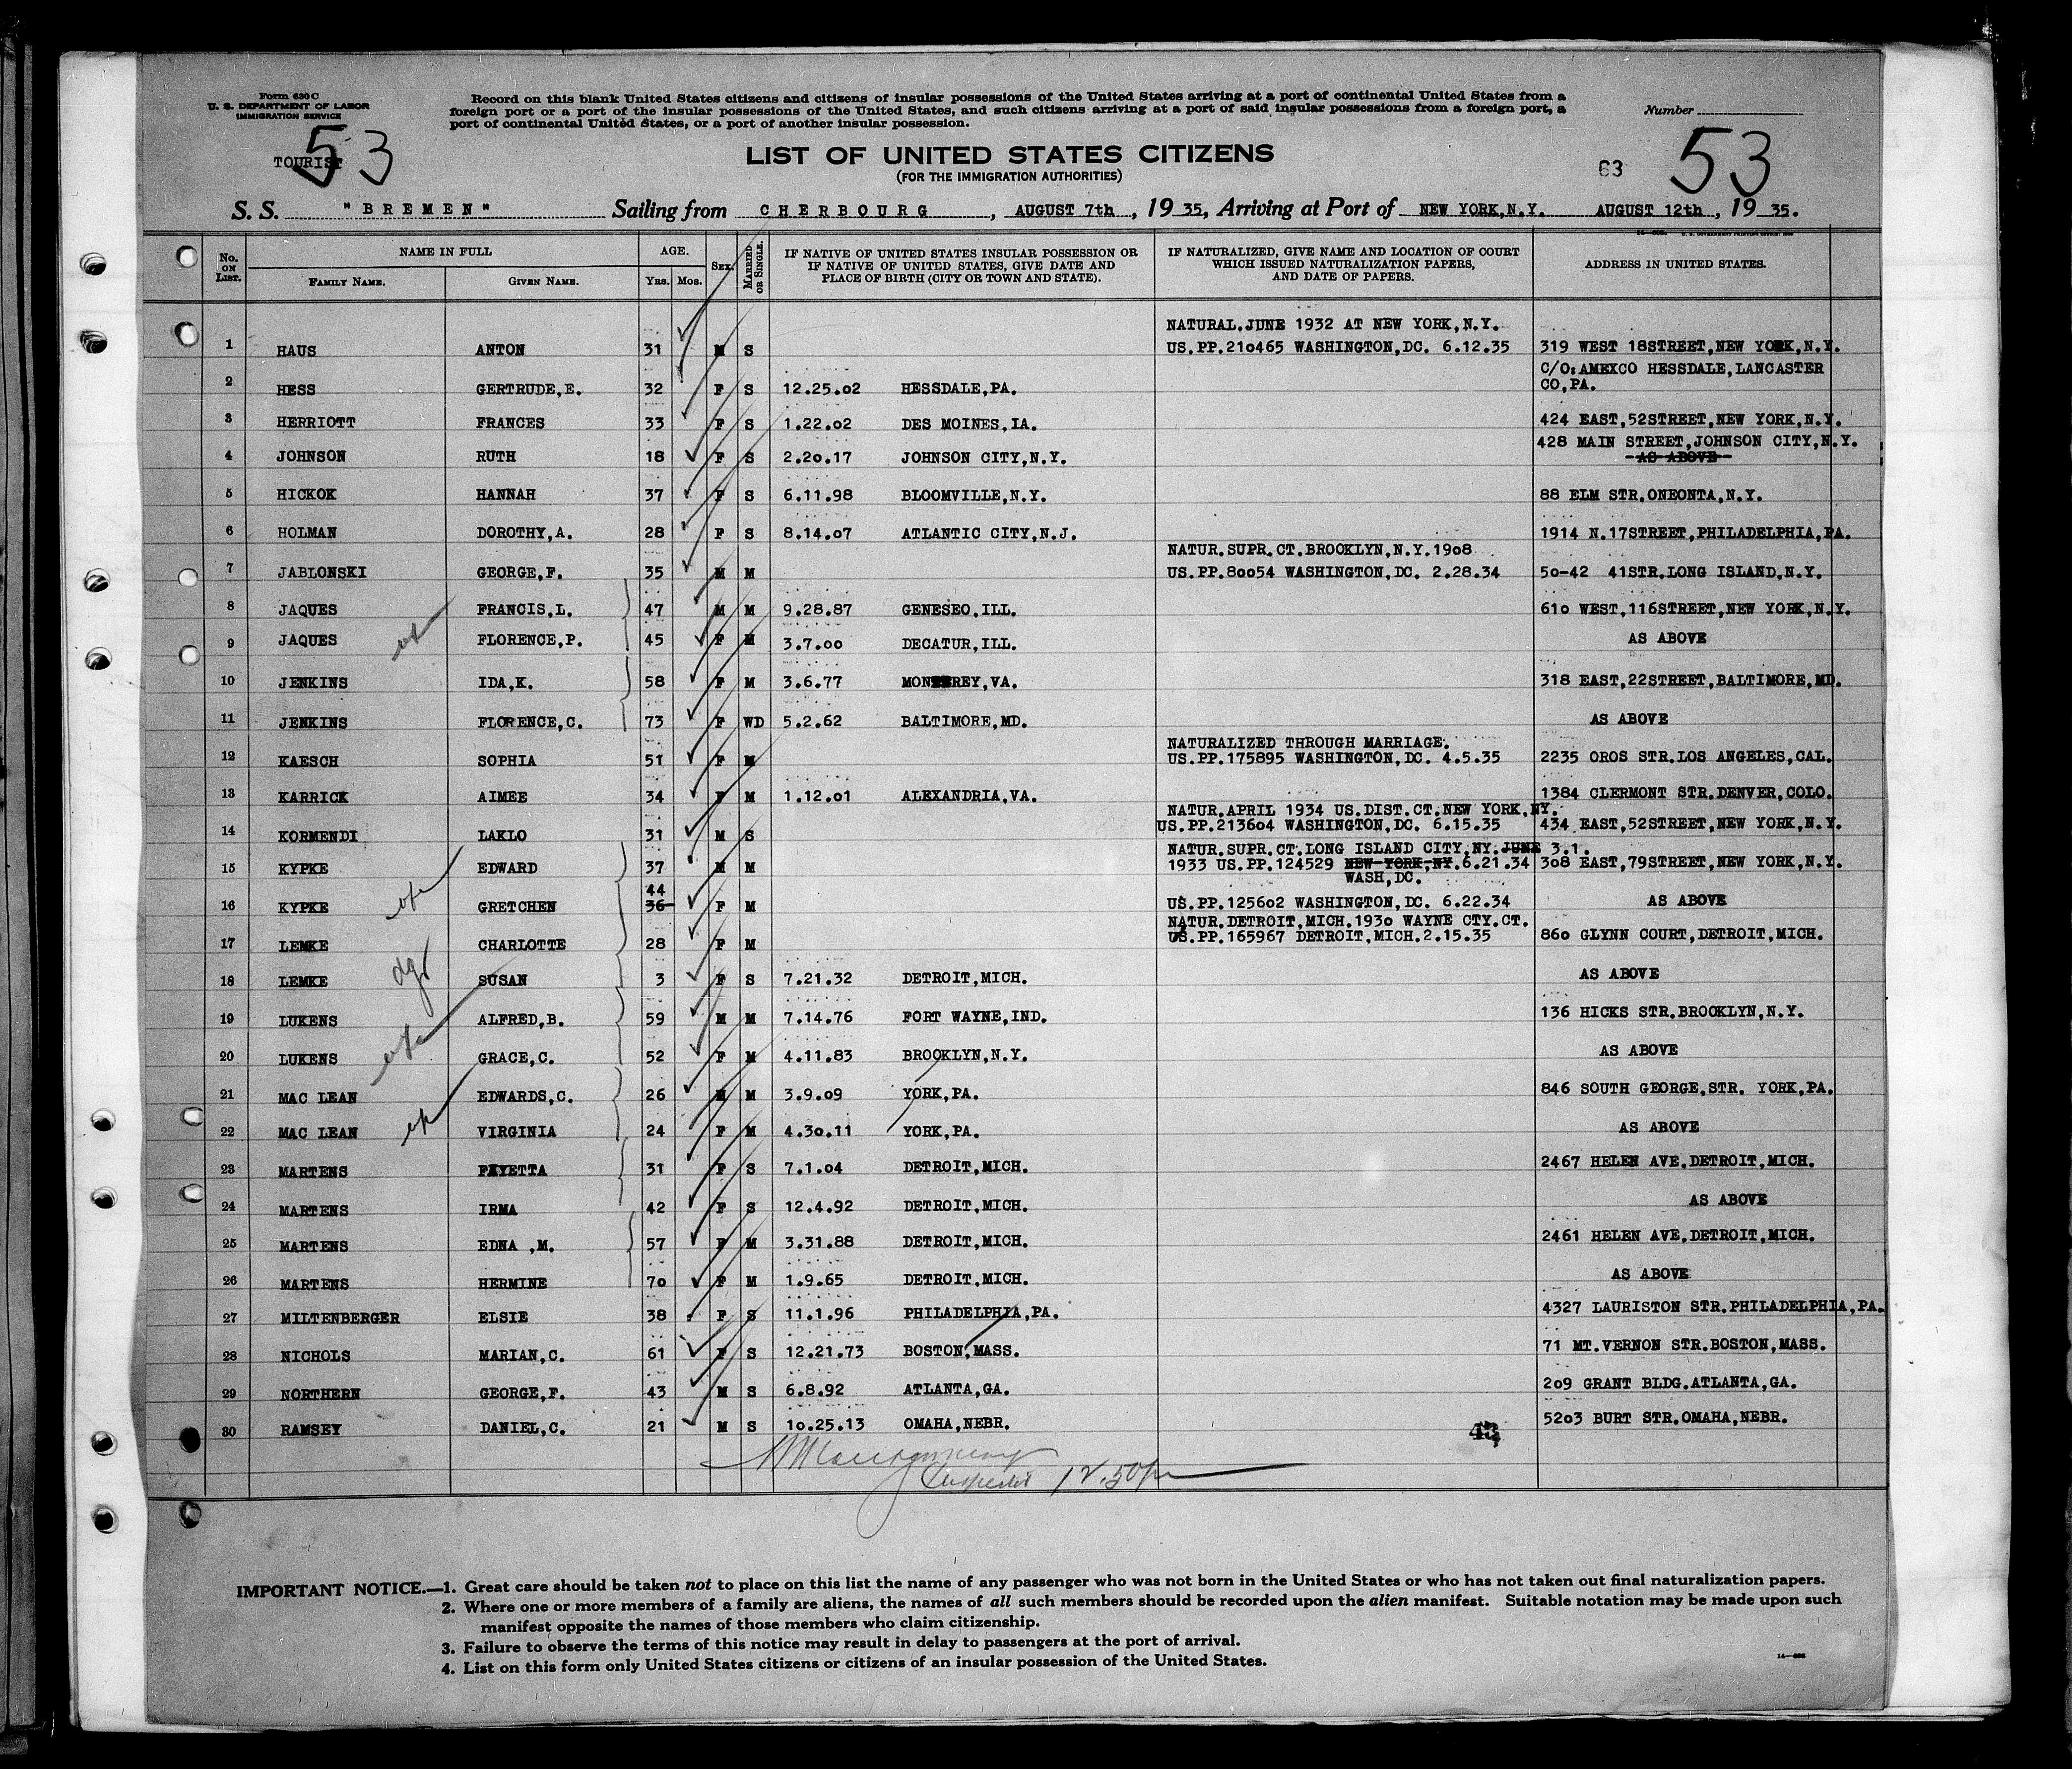 Form 630 C
U. S. DEPARTMENT OF LABOR
IMMIGRATION SERVICE
TOURIST
53
Record on this blank United States citizens and citizens of insular possessions of the United States arriving at a port of continental United States from a
foreign port or a port of the insular possessions of the United States, and such citizens arriving at a port of said insular possessions from a foreign port, a
port of continental United States, or a port of another insular possession.
Number
LIST OF UNITED STATES CITIZENS
(FOR THE IMMIGRATION AUTHORITIES)
63 53
S. S. "BREMEN" Sailing from CHERBOURG, AUGUST 7th, 1935, Arriving at Port of NEW YORK,N.Y. AUGUST 12th, 1935.
No. ON LIST. NAME IN FULL FAMILY NAME. GIVEN NAME. AGE. YRS. MOS. SEX. MARRIED OR SINGLE. IF NATIVE OF UNITED STATES INSULAR POSSESSION OR IF NATIVE OF UNITED STATES, GIVE DATE AND PLACE OF BIRTH (CITY OR TOWN AND STATE). IF NATURALIZED, GIVE NAME AND LOCATION OF COURT WHICH ISSUED NATURALIZATION PAPERS, AND DATE OF PAPERS. ADDRESS IN UNITED STATES.
NATURAL.JUNE 1932 AT NEW YORK,N.Y.
1 HAUS ANTON 31 M S US.PP.210465 WASHINGTON,DC. 6.12.35 319 WEST 18STREET,NEW YORK,N.Y.
C/O:AMEXCO HESSDALE,LANCASTER
2 HESS GERTRUDE,E. 32 F S 12.25.02 HESSDALE,PA. CO,PA.
3 HERRIOTT FRANCES 33 F S 1.22.02 DES MOINES,IA. 424 EAST,52STREET,NEW YORK,N.Y.
428 MAIN STREET,JOHNSON CITY,N.Y.
4 JOHNSON RUTH 18 F S 2.20.17 JOHNSON CITY,N.Y. AS ABOVE
5 HICKOK HANNAH 37 F S 6.11.98 BLOOMVILLE,N.Y. 88 ELM STR.ONEONTA,N.Y.
6 HOLMAN DOROTHY,A. 28 F S 8.14.07 ATLANTIC CITY,N.J. 1914 N.17STREET,PHILADELPHIA,PA.
NATUR.SUPR.CT.BROOKLYN,N.Y.1908
7 JABLONSKI GEORGE,F. 35 M M US.PP.80054 WASHINGTON,DC. 2.28.34 50-42 41STR.LONG ISLAND,N.Y.
8 JAQUES FRANCIS,L. 47 M M 9.28.87 GENESEO,ILL. 610 WEST,116STREET,NEW YORK,N.Y.
9 JAQUES FLORENCE,P. 45 F M 3.7.00 DECATUR,ILL. AS ABOVE
10 JENKINS IDA,K. 58 F M 3.6.77 MONTEREY,VA. 318 EAST,22STREET,BALTIMORE,MD.
11 JENKINS FLORENCE,C. 73 F WD 5.2.62 BALTIMORE,MD. AS ABOVE
NATURALIZED THROUGH MARRIAGE.
12 KAESCH SOPHIA 51 F M US.PP.175895 WASHINGTON,DC. 4.5.35 2235 OROS STR.LOS ANGELES,CAL.
13 KARRICK AIMEE 34 F M 1.12.01 ALEXANDRIA,VA. 1384 CLERMONT STR.DENVER,COLO.
NATUR.APRIL 1934 US.DIST.CT.NEW YORK,NY.
14 KORMENDI LAKLO 31 M S US.PP.213604 WASHINGTON,DC. 6.15.35 434 EAST,52STREET,NEW YORK,N.Y.
NATUR.SUPR.CT.LONG ISLAND CITY,NY.JUNE 3.1.
15 KYPKE EDWARD 37 M M 1933 US.PP.124529 NEW YORK,NY.6.21.34 308 EAST,79STREET,NEW YORK,N.Y.
44 WASH,DC.
16 KYPKE GRETCHEN 36 F M US.PP.125602 WASHINGTON,DC. 6.22.34 AS ABOVE
NATUR.DETROIT,MICH.1930 WAYNE CTY.CT.
17 LEMKE CHARLOTTE 28 F M US.PP.165967 DETROIT,MICH.2.15.35 860 GLYNN COURT,DETROIT,MICH.
18 LEMKE SUSAN 3 F S 7.21.32 DETROIT,MICH. AS ABOVE
19 LUKENS ALFRED,B. 59 M M 7.14.76 FORT WAYNE,IND. 136 HICKS STR.BROOKLYN,N.Y.
20 LUKENS GRACE,C. 52 F M 4.11.83 BROOKLYN,N.Y. AS ABOVE
21 MAC LEAN EDWARDS,C. 26 M M 3.9.09 YORK,PA. 846 SOUTH GEORGE,STR. YORK,PA.
22 MAC LEAN VIRGINIA 24 F M 4.30.11 YORK,PA. AS ABOVE
23 MARTENS FAYETTA 31 F S 7.1.04 DETROIT,MICH. 2467 HELEN AVE.DETROIT,MICH.
24 MARTENS IRMA 42 F S 12.4.92 DETROIT,MICH. AS ABOVE
25 MARTENS EDNA ,M. 57 F M 3.31.88 DETROIT,MICH. 2461 HELEN AVE.DETROIT,MICH.
26 MARTENS HERMINE 70 F M 1.9.65 DETROIT,MICH. AS ABOVE
27 MILTENBERGER ELSIE 38 F S 11.1.96 PHILADELPHIA,PA. 4327 LAURISTON STR.PHILADELPHIA,PA.
28 NICHOLS MARIAN,C. 61 F S 12.21.73 BOSTON,MASS. 71 MT.VERNON STR.BOSTON,MASS.
29 NORTHERN GEORGE,F. 43 M S 6.8.92 ATLANTA,GA. 209 GRANT BLDG.ATLANTA,GA.
30 RAMSEY DANIEL,C. 21 M S 10.25.13 OMAHA,NEBR. 5203 BURT STR.OMAHA,NEBR.
Inspector 12.50
IMPORTANT NOTICE.—1. Great care should be taken not to place on this list the name of any passenger who was not born in the United States or who has not taken out final naturalization papers.
2. Where one or more members of a family are aliens, the names of all such members should be recorded upon the alien manifest. Suitable notation may be made upon such
manifest opposite the names of those members who claim citizenship.
3. Failure to observe the terms of this notice may result in delay to passengers at the port of arrival.
4. List on this form only United States citizens or citizens of an insular possession of the United States.